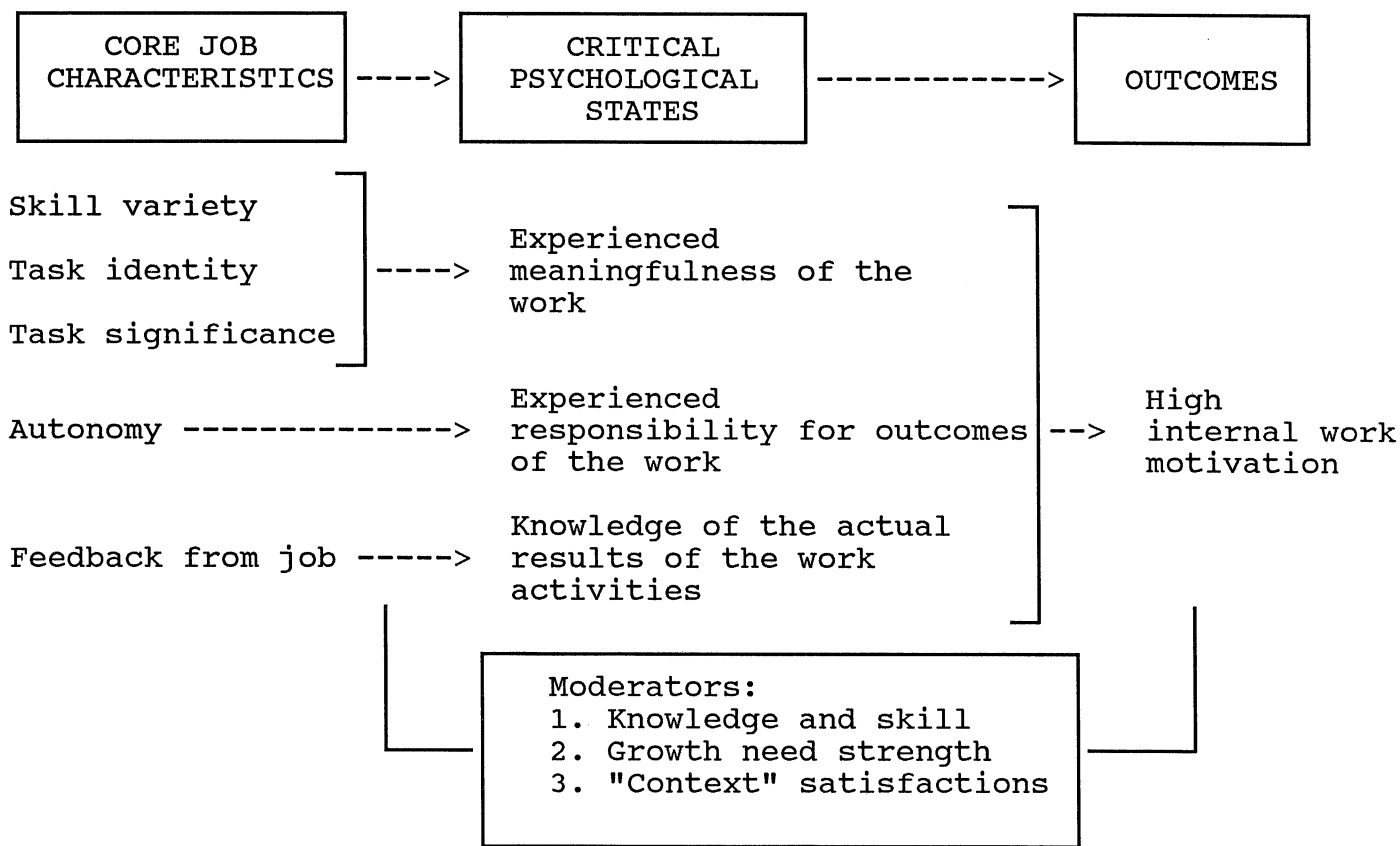 CORE JOB
CHARACTERISTICS
---->
CRITICAL
PSYCHOLOGICAL
STATES
------------>
OUTCOMES
Skill variety
Task identity
Task significance
---->
Experienced
meaningfulness of the
work
Autonomy ------------->
Experienced
responsibility for outcomes
of the work
-->
High
internal work
motivation
Feedback from job ----->
Knowledge of the actual
results of the work
activities
Moderators:
1. Knowledge and skill
2. Growth need strength
3. "Context" satisfactions